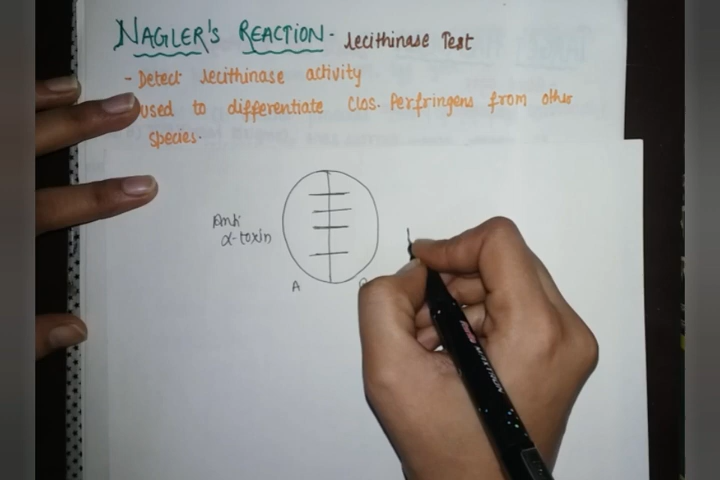 NAGLER'S REACTION - Lecithinase Test
- Detect lecithinase activity
used to differentiate Clos. Perfringens from other
species.
Anti
α-toxin
A